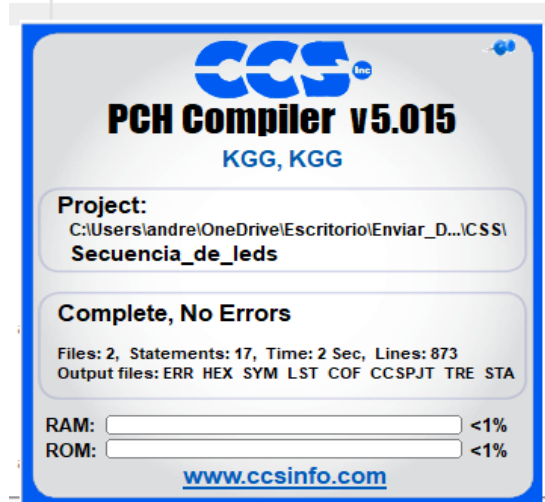 CCS Inc
PCH Compiler v5.015
KGG, KGG
Project:
C:\Users\andre\OneDrive\Escritorio\Enviar_D...\CSS\
Secuencia_de_leds
Complete, No Errors
Files: 2, Statements: 17, Time: 2 Sec, Lines: 873
Output files: ERR HEX SYM LST COF CCSPJT TRE STA
RAM: <1%
ROM: <1%
www.ccsinfo.com